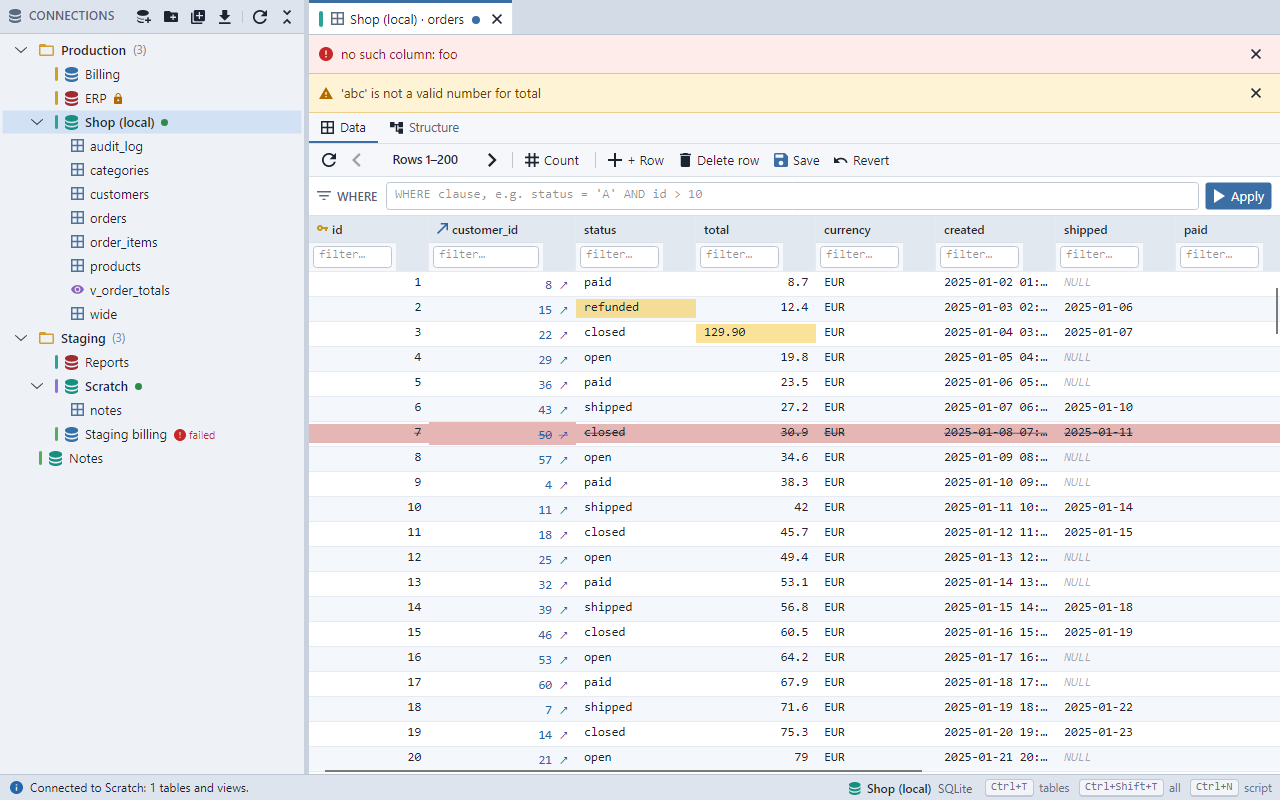 CONNECTIONS
Production (3)
Billing
ERP
Shop (local)
audit_log
categories
customers
orders
order_items
products
v_order_totals
wide
Staging (3)
Reports
Scratch
notes
Staging billing failed
Notes
Shop (local) · orders
no such column: foo
'abc' is not a valid number for total
Data Structure
Rows 1–200 Count + Row Delete row Save Revert
WHERE WHERE clause, e.g. status = 'A' AND id > 10 Apply
id customer_id status total currency created shipped paid
filter… filter… filter… filter… filter… filter… filter… filter…
1 8 ↗ paid 8.7 EUR 2025-01-02 01:… NULL
2 15 ↗ refunded 12.4 EUR 2025-01-03 02:… 2025-01-06
3 22 ↗ closed 129.90 EUR 2025-01-04 03:… 2025-01-07
4 29 ↗ open 19.8 EUR 2025-01-05 04:… NULL
5 36 ↗ paid 23.5 EUR 2025-01-06 05:… NULL
6 43 ↗ shipped 27.2 EUR 2025-01-07 06:… 2025-01-10
7 50 ↗ closed 30.9 EUR 2025-01-08 07:… 2025-01-11
8 57 ↗ open 34.6 EUR 2025-01-09 08:… NULL
9 4 ↗ paid 38.3 EUR 2025-01-10 09:… NULL
10 11 ↗ shipped 42 EUR 2025-01-11 10:… 2025-01-14
11 18 ↗ closed 45.7 EUR 2025-01-12 11:… 2025-01-15
12 25 ↗ open 49.4 EUR 2025-01-13 12:… NULL
13 32 ↗ paid 53.1 EUR 2025-01-14 13:… NULL
14 39 ↗ shipped 56.8 EUR 2025-01-15 14:… 2025-01-18
15 46 ↗ closed 60.5 EUR 2025-01-16 15:… 2025-01-19
16 53 ↗ open 64.2 EUR 2025-01-17 16:… NULL
17 60 ↗ paid 67.9 EUR 2025-01-18 17:… NULL
18 7 ↗ shipped 71.6 EUR 2025-01-19 18:… 2025-01-22
19 14 ↗ closed 75.3 EUR 2025-01-20 19:… 2025-01-23
20 21 ↗ open 79 EUR 2025-01-21 20:… NULL
Connected to Scratch: 1 tables and views.
Shop (local) SQLite Ctrl+T tables Ctrl+Shift+T all Ctrl+N script